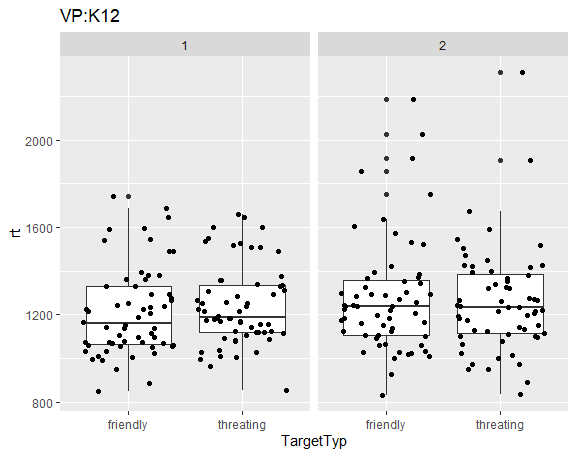 VP:K12
1 2
rt
2000
1600
1200
800
friendly threating friendly threating
TargetTyp